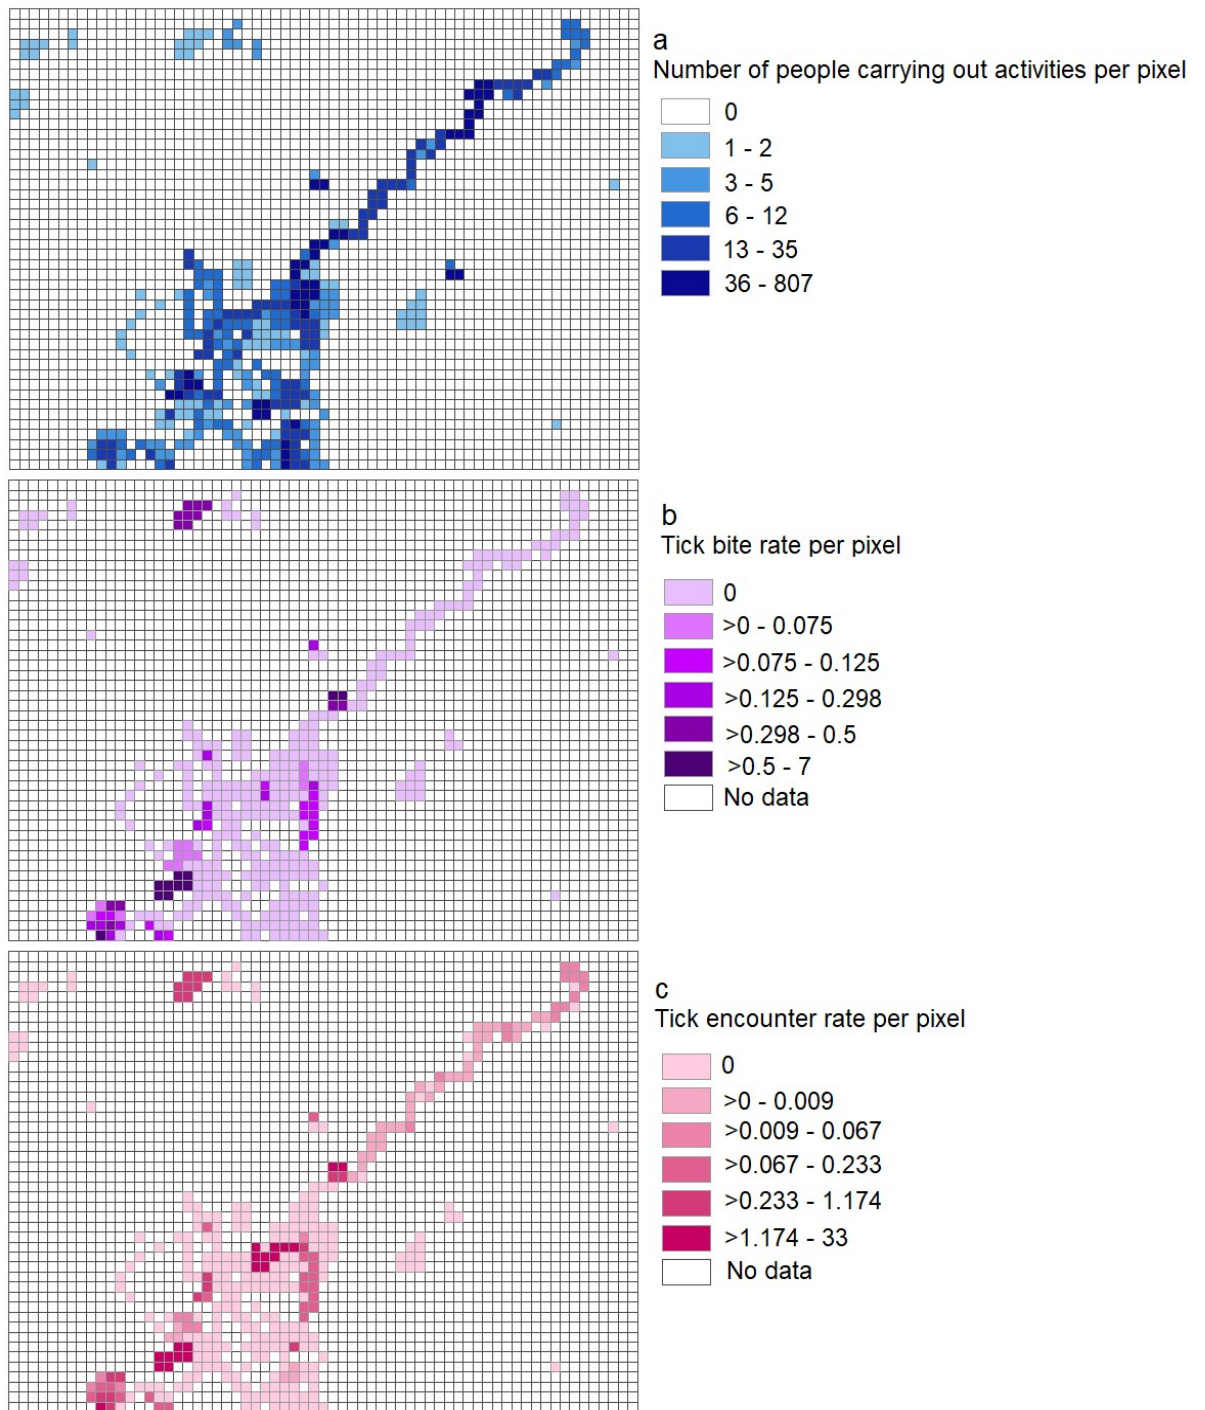 a
Number of people carrying out activities per pixel
0
1 - 2
3 - 5
6 - 12
13 - 35
36 - 807
b
Tick bite rate per pixel
0
>0 - 0.075
>0.075 - 0.125
>0.125 - 0.298
>0.298 - 0.5
>0.5 - 7
No data
c
Tick encounter rate per pixel
0
>0 - 0.009
>0.009 - 0.067
>0.067 - 0.233
>0.233 - 1.174
>1.174 - 33
No data